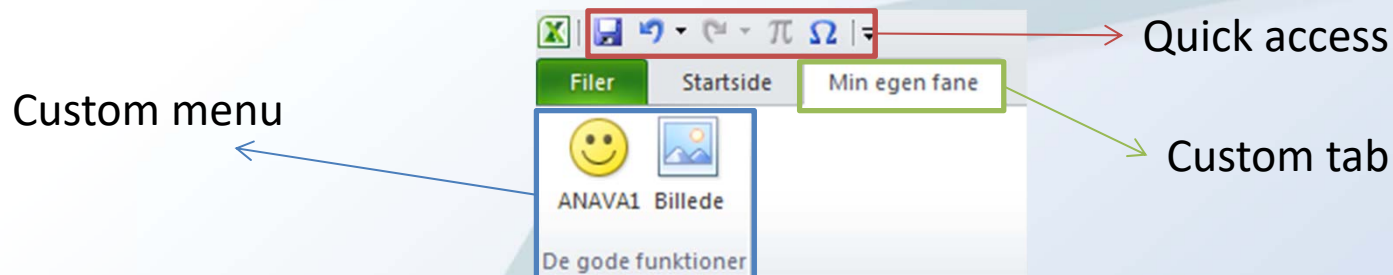 π Ω
Quick access
Filer Startside Min egen fane
Custom menu
Custom tab
ANAVA1 Billede
De gode funktioner